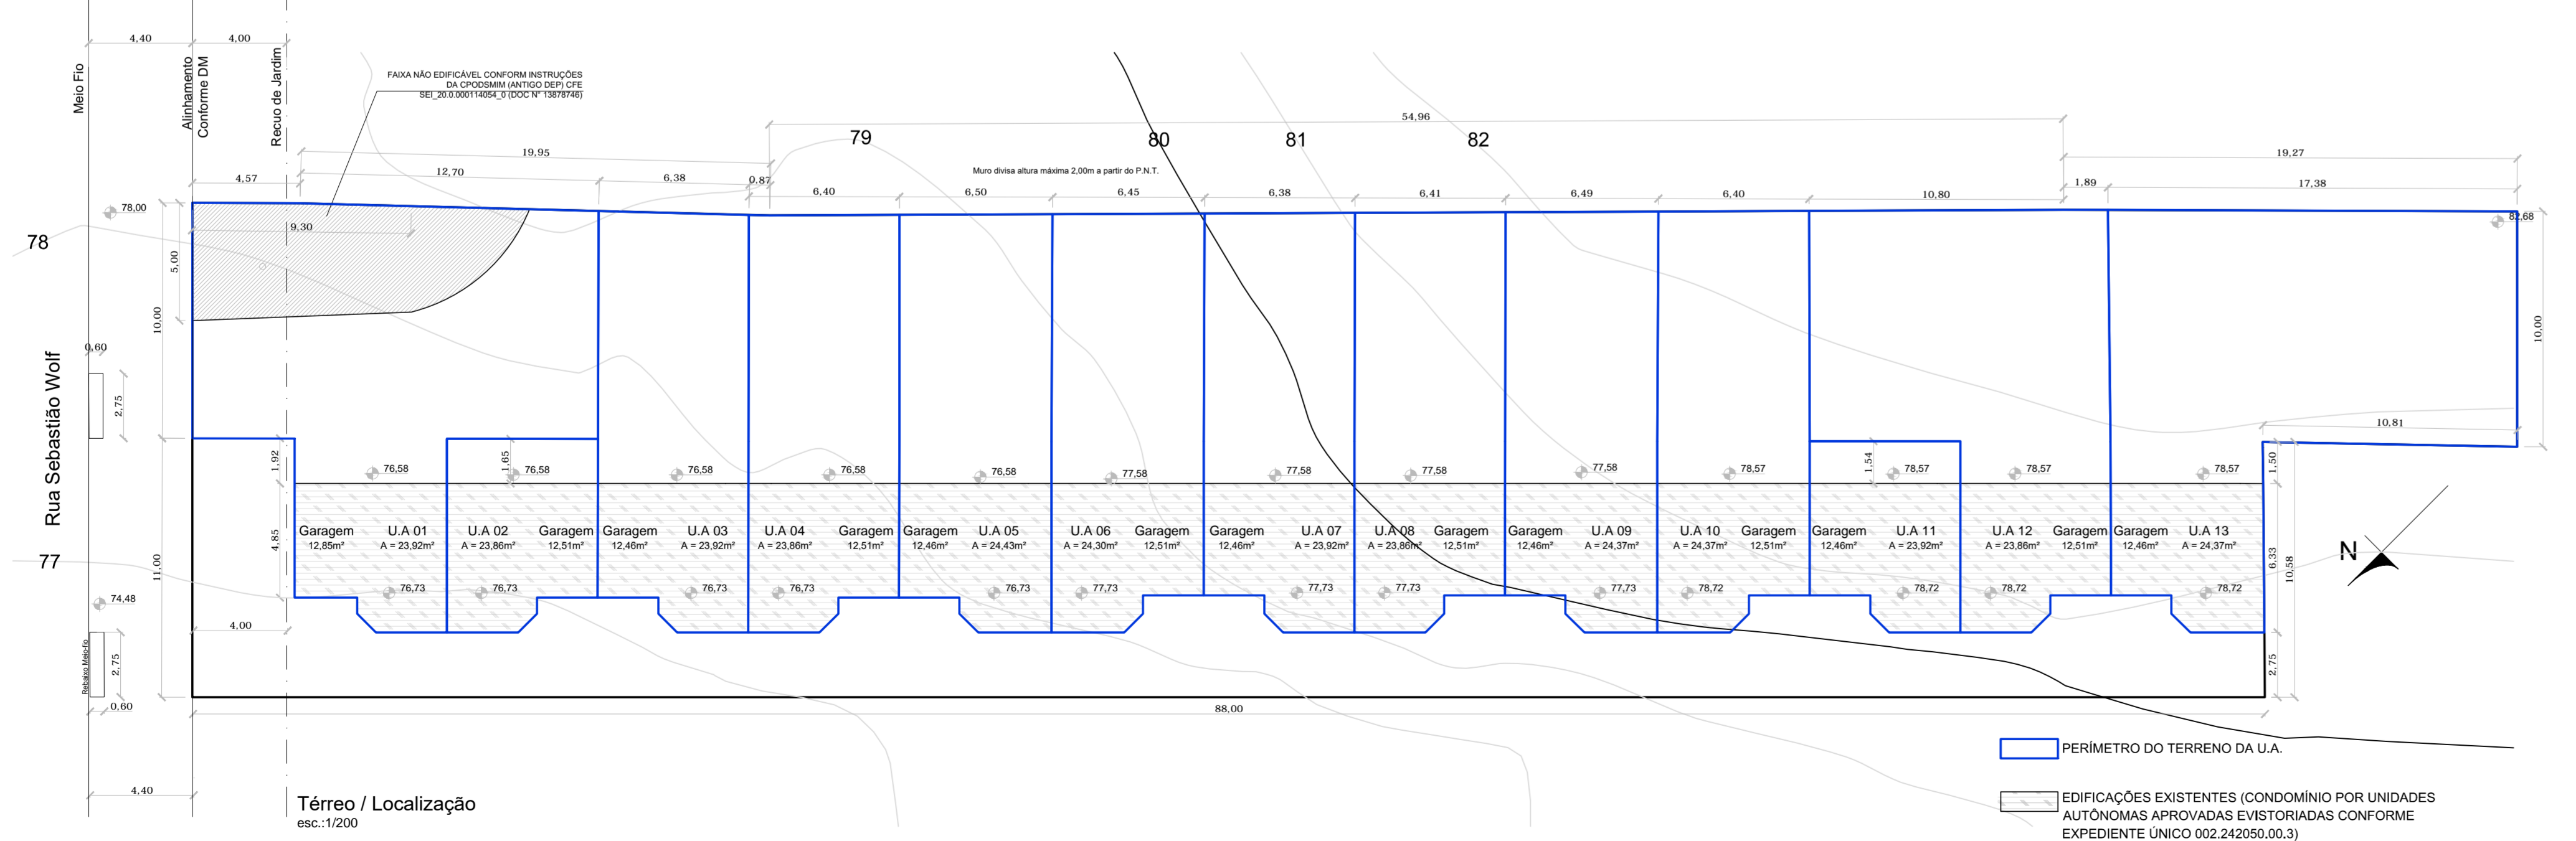 4,40
4,00
Meio Fio
Alinhamento
Conforme DM
Recuo de Jardim
FAIXA NÃO EDIFICÁVEL CONFORM INSTRUÇÕES
DA CPODSMIM (ANTIGO DEP) CFE
SEI_20.0.000114054_0 (DOC N° 13878746)
54,96
79
80
81
82
19,95
19,27
12,70
6,38
0,87
Muro divisa altura máxima 2,00m a partir do P.N.T.
4,57
6,40
6,50
6,45
6,38
6,41
6,49
6,40
10,80
1,89
17,38
78,00
82,68
9,30
78
5,00
10,00
10,00
0,60
2,75
Rua Sebastião Wolf
10,81
1,92
1,65
1,54
1,50
76,58
76,58
76,58
76,58
76,58
77,58
77,58
77,58
77,58
78,57
78,57
78,57
78,57
4,85
Garagem
12,85m²
U.A 01
A = 23,92m²
U.A 02
A = 23,86m²
Garagem
12,51m²
Garagem
12,46m²
U.A 03
A = 23,92m²
U.A 04
A = 23,86m²
Garagem
12,51m²
Garagem
12,46m²
U.A 05
A = 24,43m²
U.A 06
A = 24,30m²
Garagem
12,51m²
Garagem
12,46m²
U.A 07
A = 23,92m²
U.A 08
A = 23,86m²
Garagem
12,51m²
Garagem
12,46m²
U.A 09
A = 24,37m²
U.A 10
A = 24,37m²
Garagem
12,51m²
Garagem
12,46m²
U.A 11
A = 23,92m²
U.A 12
A = 23,86m²
Garagem
12,51m²
Garagem
12,46m²
U.A 13
A = 24,37m²
6,33
10,58
N
77
11,00
74,48
76,73
76,73
76,73
76,73
76,73
77,73
77,73
77,73
77,73
78,72
78,72
78,72
78,72
4,00
Rebaixo Meio-fio
2,75
2,75
0,60
88,00
4,40
PERÍMETRO DO TERRENO DA U.A.
Térreo / Localização
esc.:1/200
EDIFICAÇÕES EXISTENTES (CONDOMÍNIO POR UNIDADES
AUTÔNOMAS APROVADAS EVISTORIADAS CONFORME
EXPEDIENTE ÚNICO 002.242050.00.3)